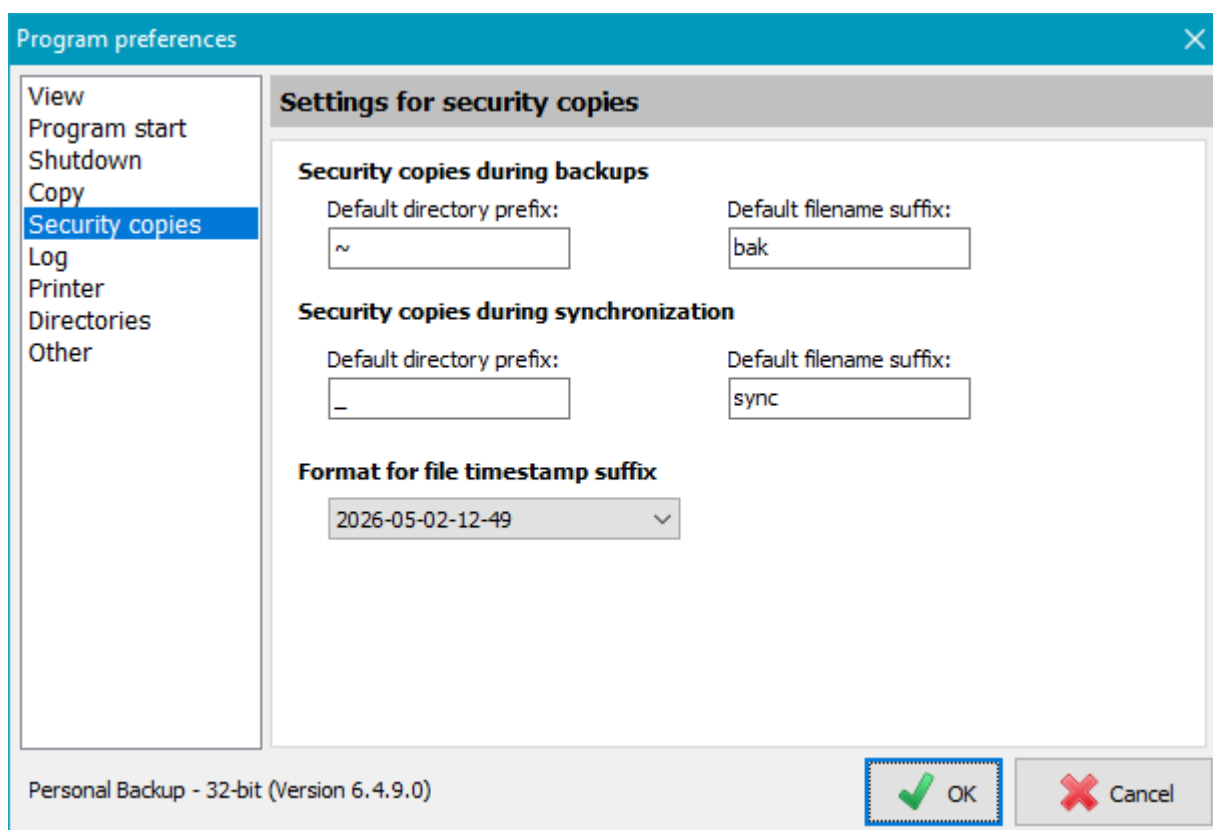 Program preferences
View
Program start
Shutdown
Copy
Security copies
Log
Printer
Directories
Other
Settings for security copies
Security copies during backups
Default directory prefix: Default filename suffix:
~ bak
Security copies during synchronization
Default directory prefix: Default filename suffix:
_ sync
Format for file timestamp suffix
2026-05-02-12-49
Personal Backup - 32-bit (Version 6.4.9.0)
OK Cancel